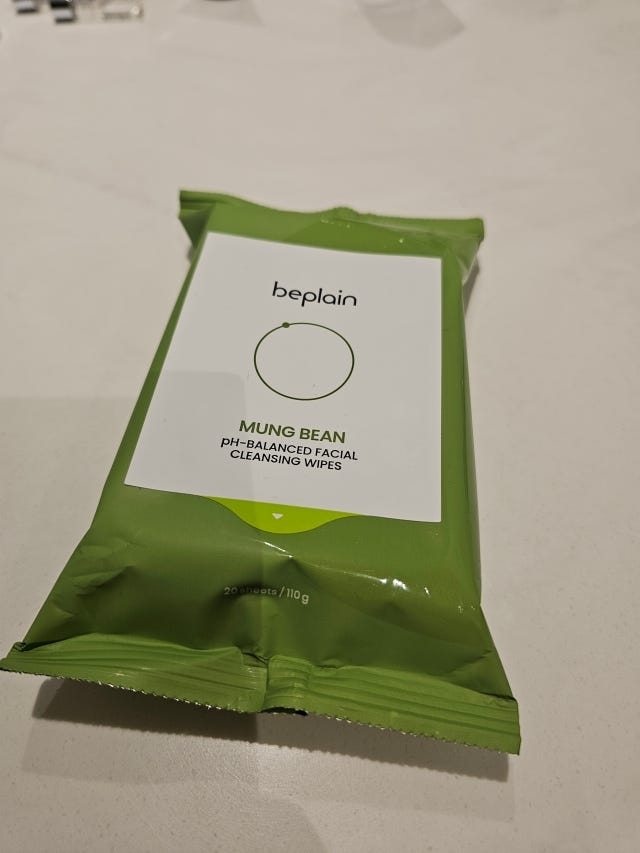 beplain
MUNG BEAN
pH-BALANCED FACIAL
CLEANSING WIPES
20 sheets / 110g